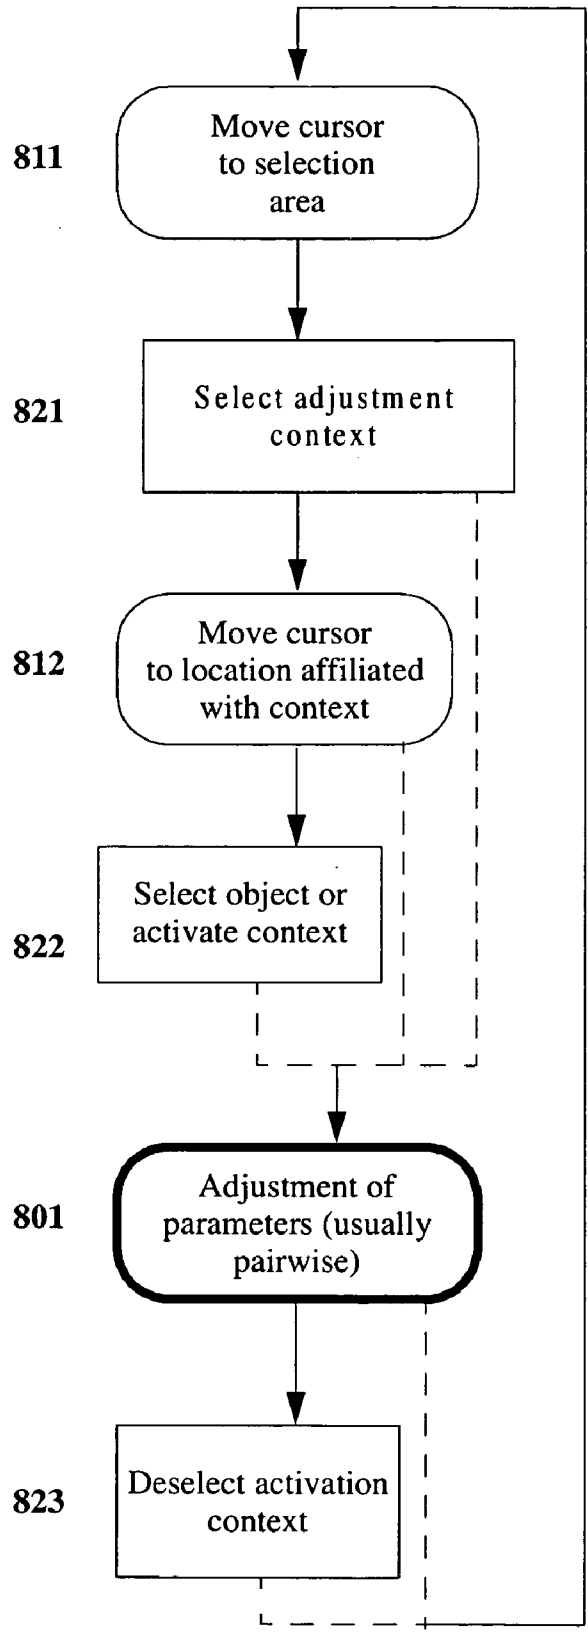 811
Move cursor
to selection
area
821
Select adjustment
context
812
Move cursor
to location affiliated
with context
822
Select object or
activate context
801
Adjustment of
parameters (usually
pairwise)
823
Deselect activation
context